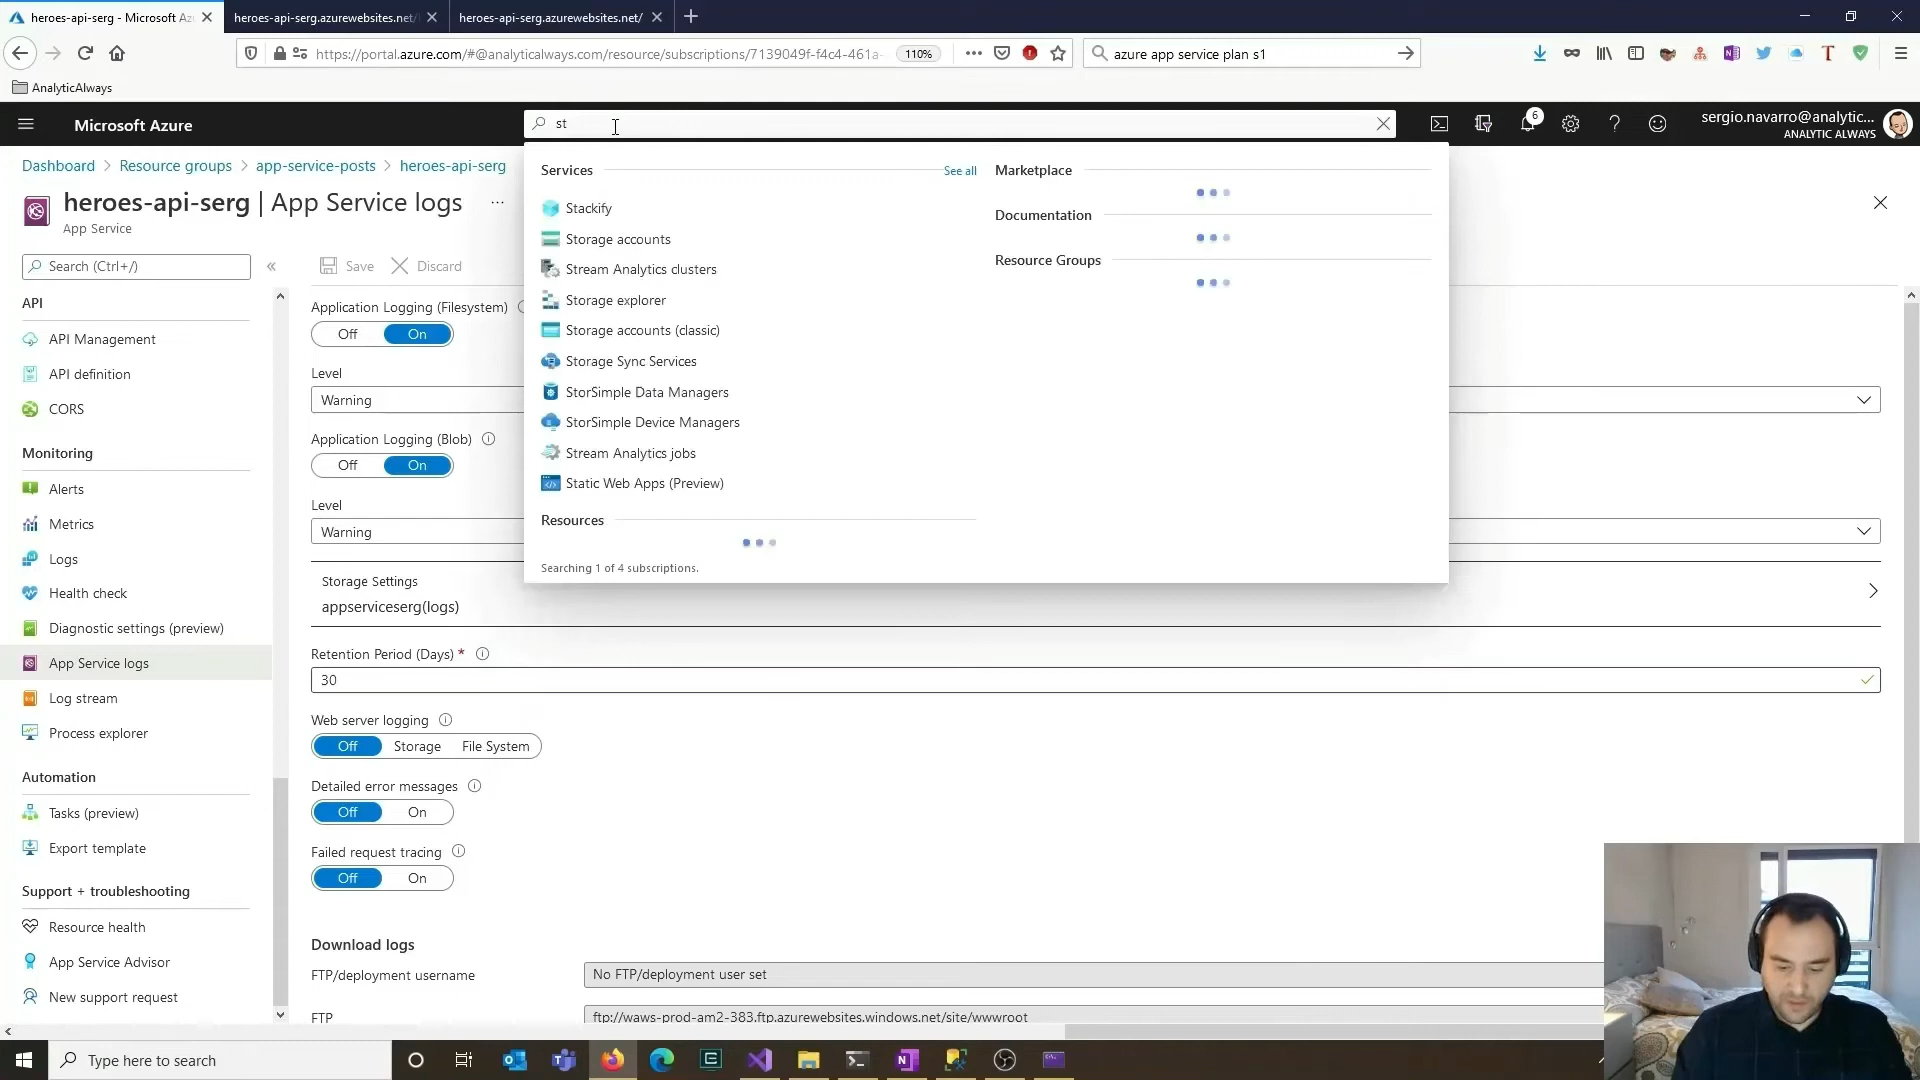 heroes-api-serg - Microsoft Az
heroes-api-serg.azurewebsites.net/
heroes-api-serg.azurewebsites.net/
https://portal.azure.com/#@analyticalways.com/resource/subscriptions/7139049f-f4c4-461a-
110%
azure app service plan s1
AnalyticAlways
Microsoft Azure
st
6
sergio.navarro@analytic...
ANALYTIC ALWAYS
Dashboard > Resource groups > app-service-posts > heroes-api-serg
heroes-api-serg | App Service logs ...
App Service
Search (Ctrl+/)
Save
Discard
API
API Management
API definition
CORS
Monitoring
Alerts
Metrics
Logs
Health check
Diagnostic settings (preview)
App Service logs
Log stream
Process explorer
Automation
Tasks (preview)
Export template
Support + troubleshooting
Resource health
App Service Advisor
New support request
Services
See all
Stackify
Storage accounts
Stream Analytics clusters
Storage explorer
Storage accounts (classic)
Storage Sync Services
StorSimple Data Managers
StorSimple Device Managers
Stream Analytics jobs
Static Web Apps (Preview)
Resources
Searching 1 of 4 subscriptions.
Marketplace
Documentation
Resource Groups
Application Logging (Filesystem)
Off On
Level
Warning
Application Logging (Blob)
Off On
Level
Warning
Storage Settings
appserviceserg(logs)
Retention Period (Days) *
30
Web server logging
Off Storage File System
Detailed error messages
Off On
Failed request tracing
Off On
Download logs
FTP/deployment username
No FTP/deployment user set
FTP
ftp://waws-prod-am2-383.ftp.azurewebsites.windows.net/site/wwwroot
Type here to search